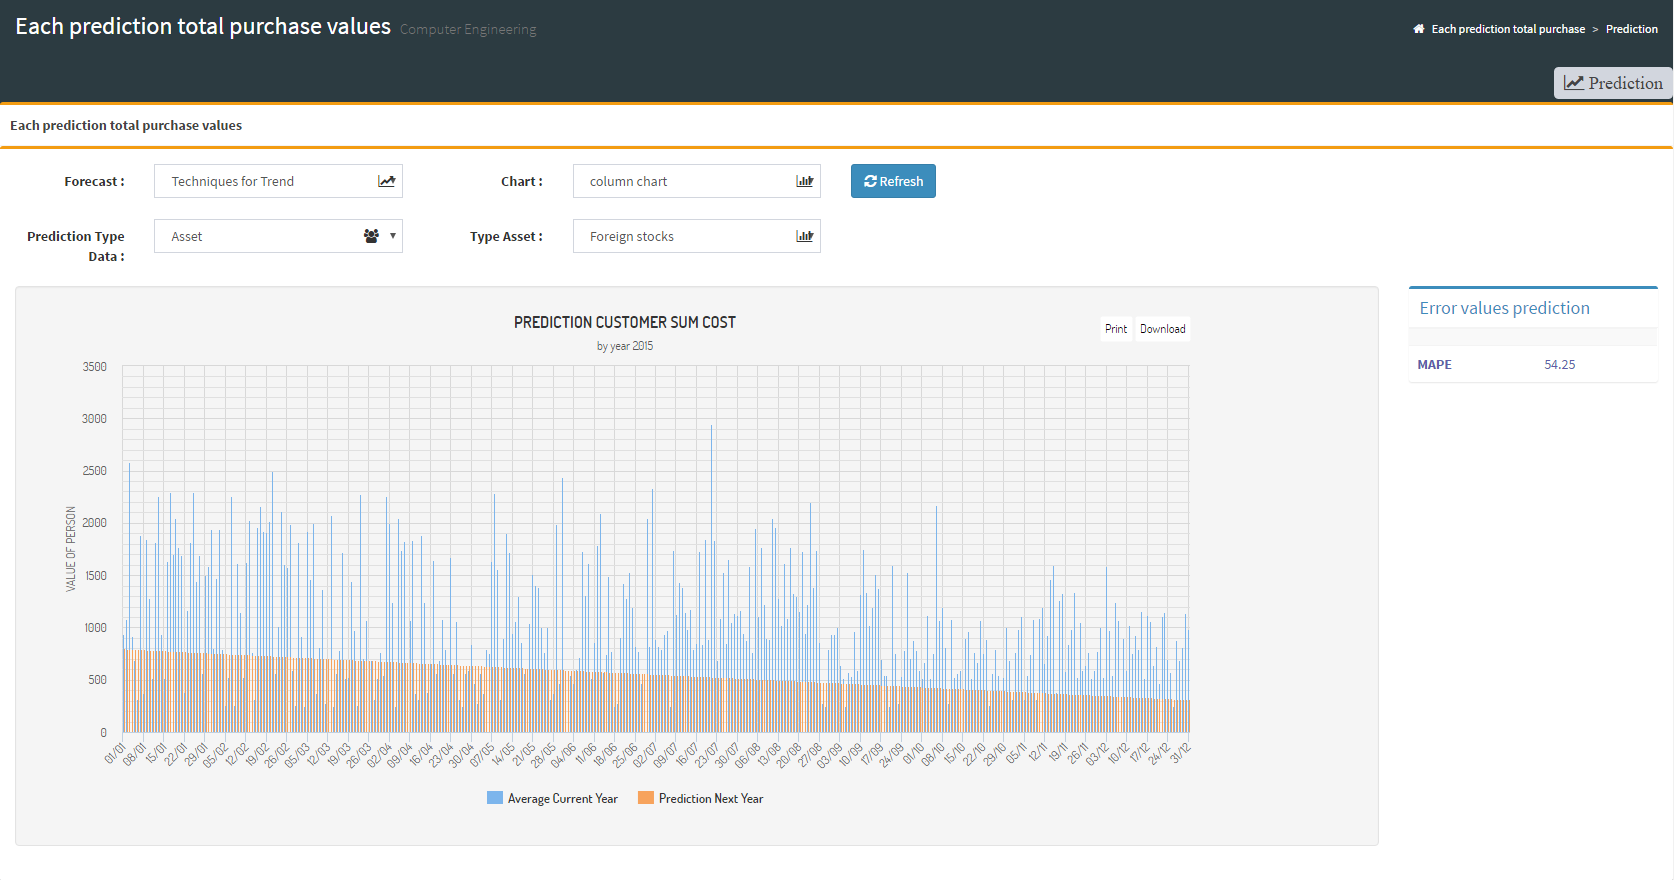 Each prediction total purchase values Computer Engineering
Each prediction total purchase > Prediction
Prediction
Each prediction total purchase values
Forecast : Techniques for Trend Chart : column chart Refresh
Prediction Type Data : Asset Type Asset : Foreign stocks
PREDICTION CUSTOMER SUM COST
by year 2015
Print Download
Error values prediction
MAPE 54.25
VALUE OF PERSON
3500
3000
2500
2000
1500
1000
500
0
01/01 08/01 15/01 22/01 29/01 05/02 12/02 19/02 26/02 05/03 12/03 19/03 26/03 02/04 09/04 16/04 23/04 30/04 07/05 14/05 21/05 28/05 04/06 11/06 18/06 25/06 02/07 09/07 16/07 23/07 30/07 06/08 13/08 20/08 27/08 03/09 10/09 17/09 24/09 01/10 08/10 15/10 22/10 29/10 05/11 12/11 19/11 26/11 03/12 10/12 17/12 24/12 31/12
Average Current Year Prediction Next Year